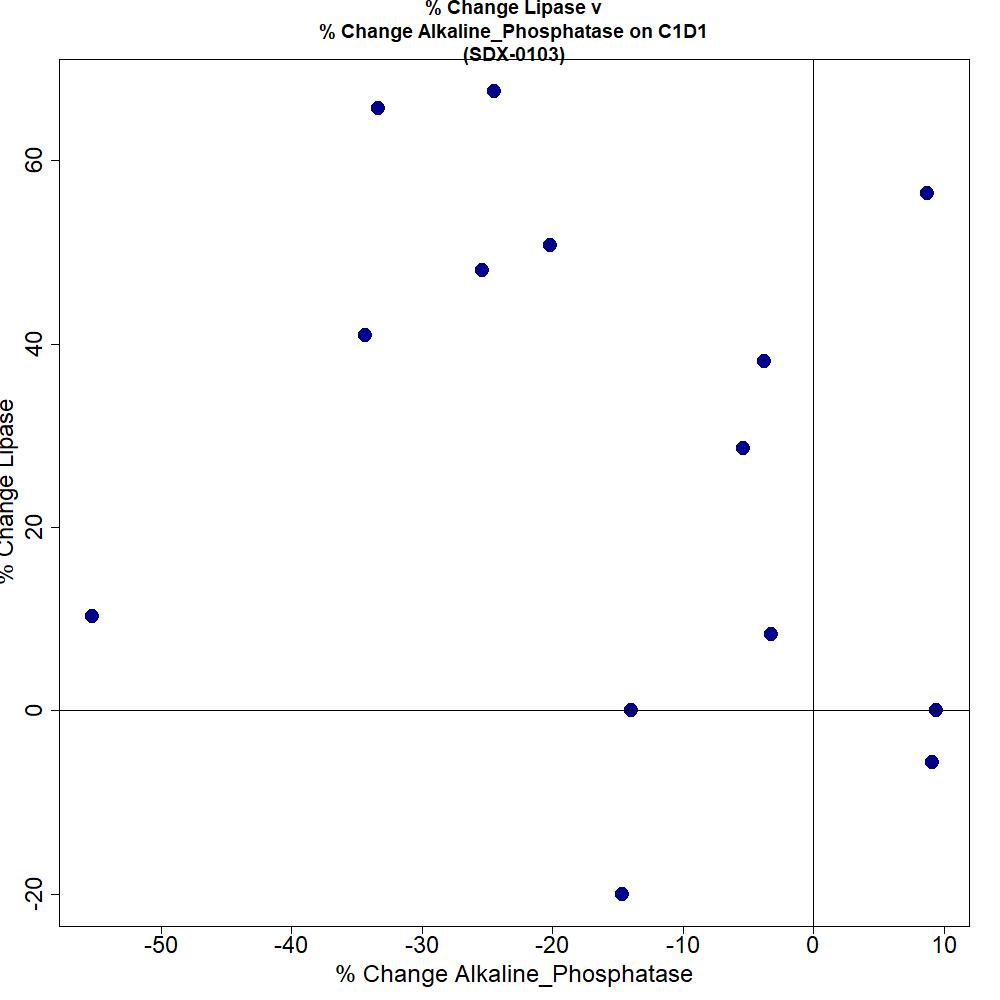 % Change Lipase v
% Change Alkaline_Phosphatase on C1D1
(SDX-0103)
% Change Lipase
60
40
20
0
-20
-50
-40
-30
-20
-10
0
10
% Change Alkaline_Phosphatase